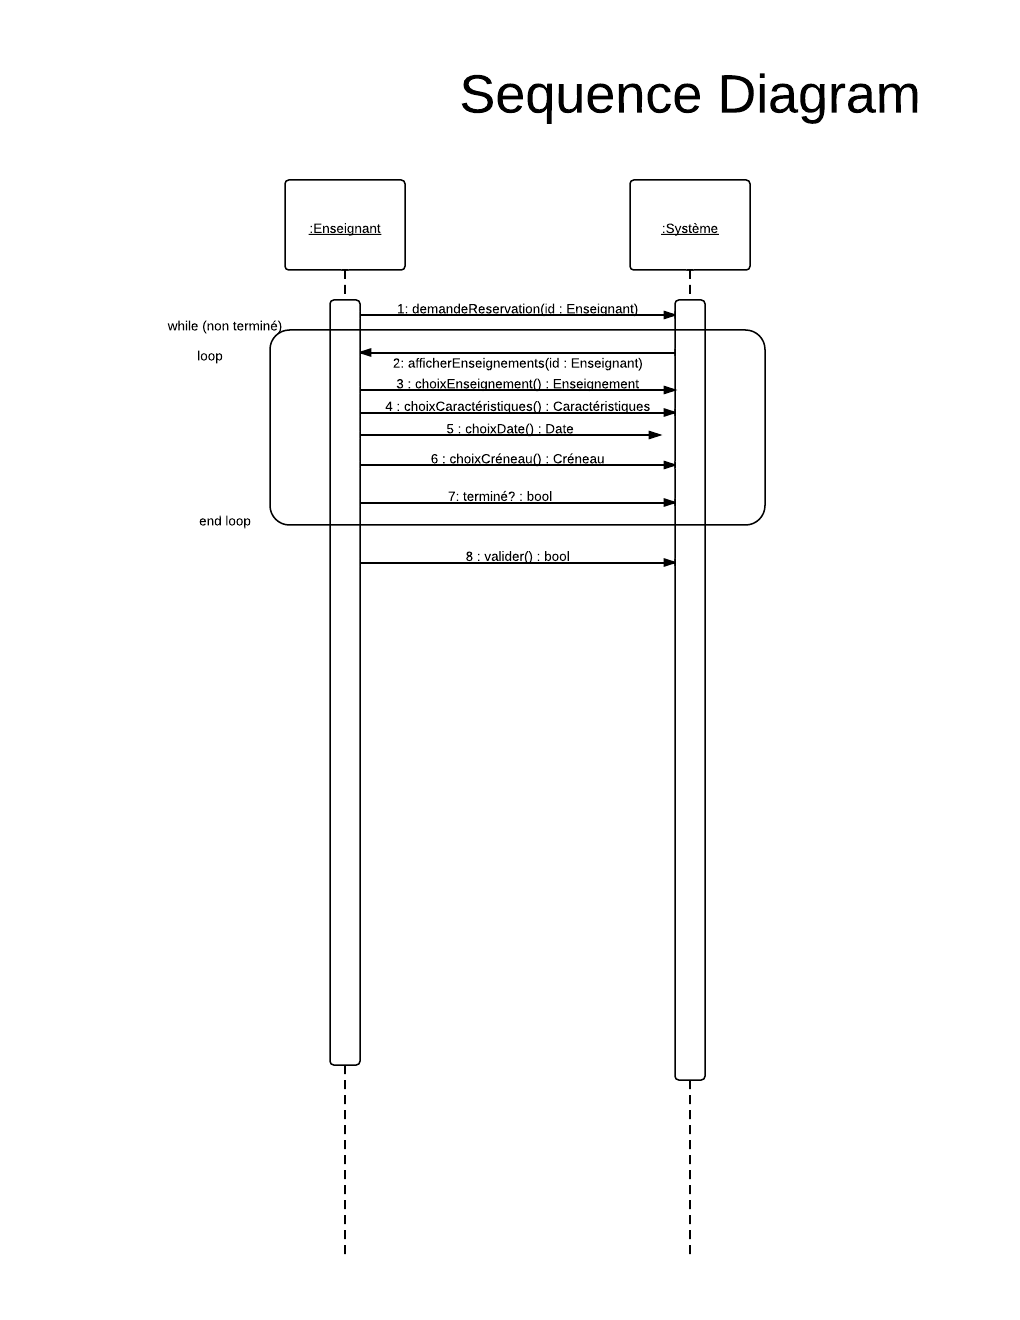 Sequence Diagram
:Enseignant
:Système
1: demandeReservation(id : Enseignant)
while (non terminé)
loop
2: afficherEnseignements(id : Enseignant)
3 : choixEnseignement() : Enseignement
4 : choixCaractéristiques() : Caractéristiques
5 : choixDate() : Date
6 : choixCréneau() : Créneau
7: terminé? : bool
end loop
8 : valider() : bool